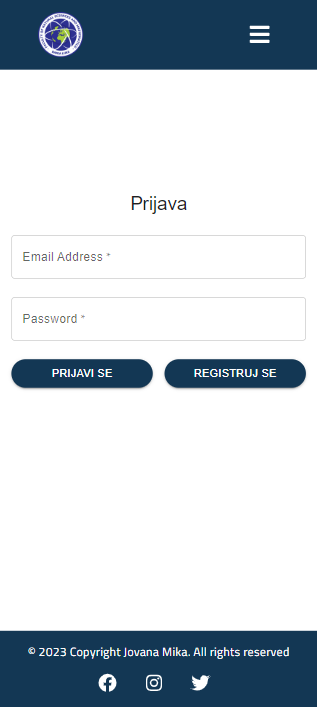 Prijava
Email Address *
Password *
PRIJAVI SE
REGISTRUJ SE
© 2023 Copyright Jovana Mika. All rights reserved